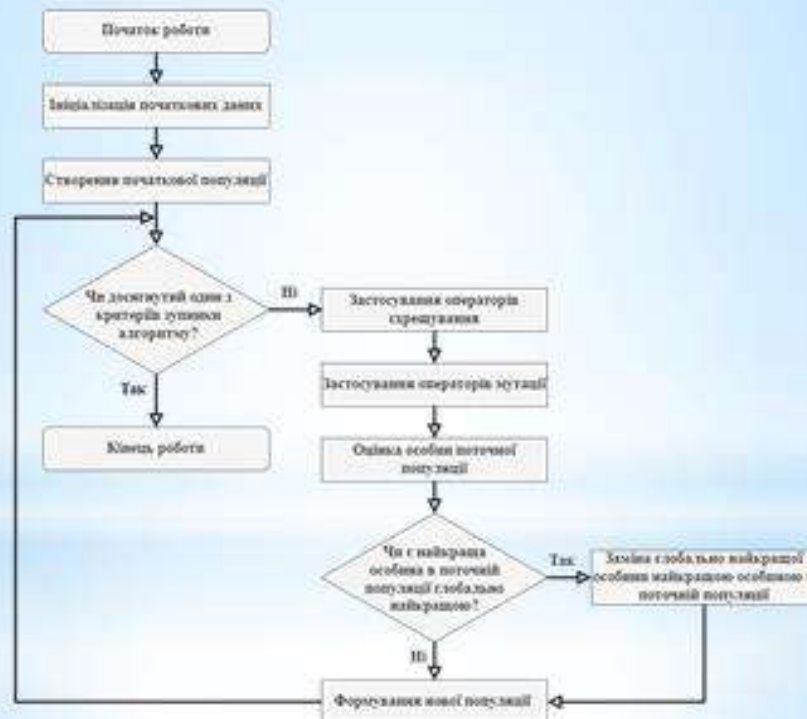 Початок роботи
Ініціалізація початкових даних
Створення початкової популяції
Чи досягнутий один з
критеріїв зупинки
алгоритму?
Ні
Застосування операторів
схрещування
Застосування операторів мутації
Так
Кінець роботи
Оцінка особин поточної
популяції
Чи є найкраща
особина в поточній
популяції глобально
найкращою?
Так
Заміна глобально найкращої
особини найкращою особиною
поточній популяції
Ні
Формування нової популяції